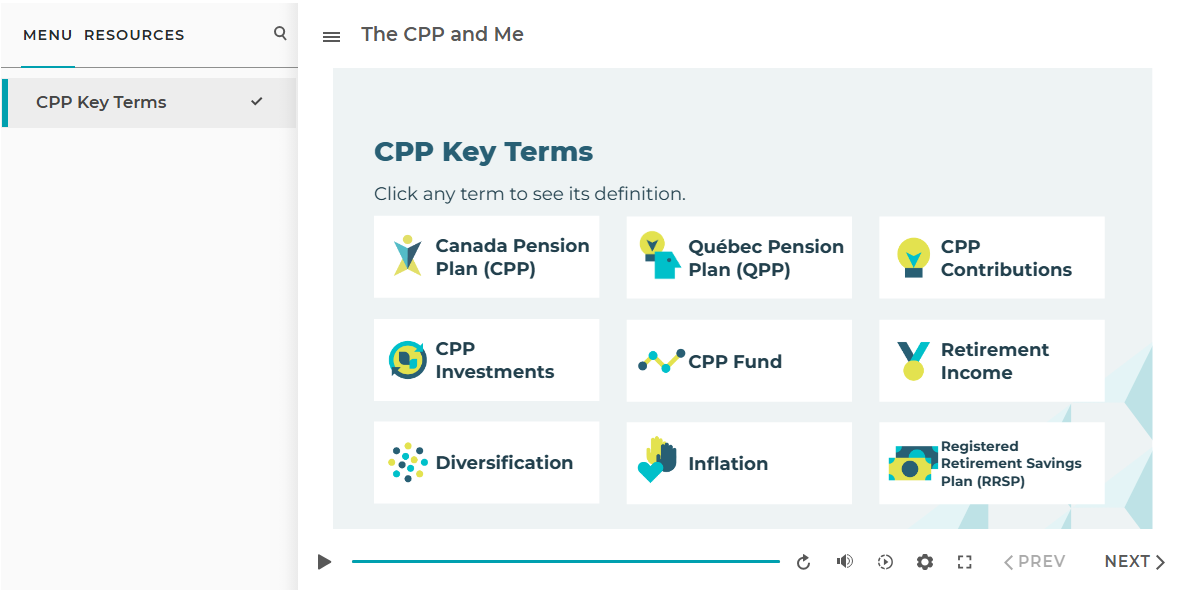 MENU RESOURCES
The CPP and Me
CPP Key Terms
CPP Key Terms
Click any term to see its definition.
Canada Pension
Plan (CPP)
Québec Pension
Plan (QPP)
CPP
Contributions
CPP
Investments
CPP Fund
Retirement
Income
Diversification
Inflation
Registered
Retirement Savings
Plan (RRSP)
PREV
NEXT